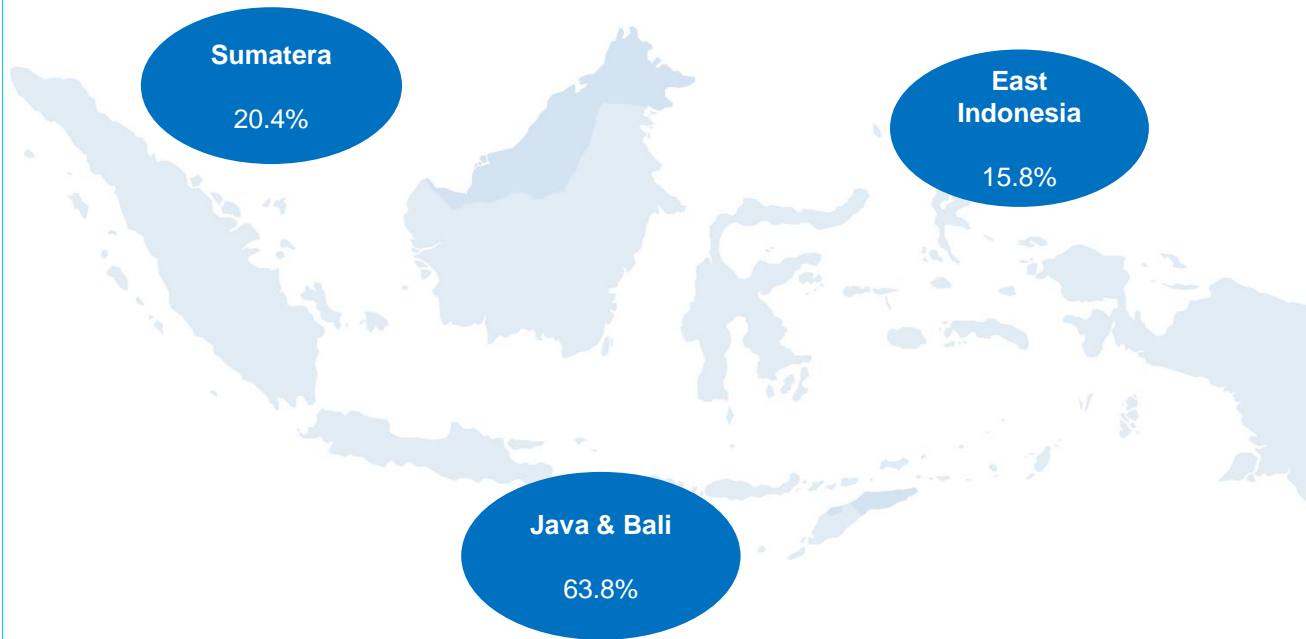 Sumatera
20.4%
East
Indonesia
15.8%
Java & Bali
63.8%